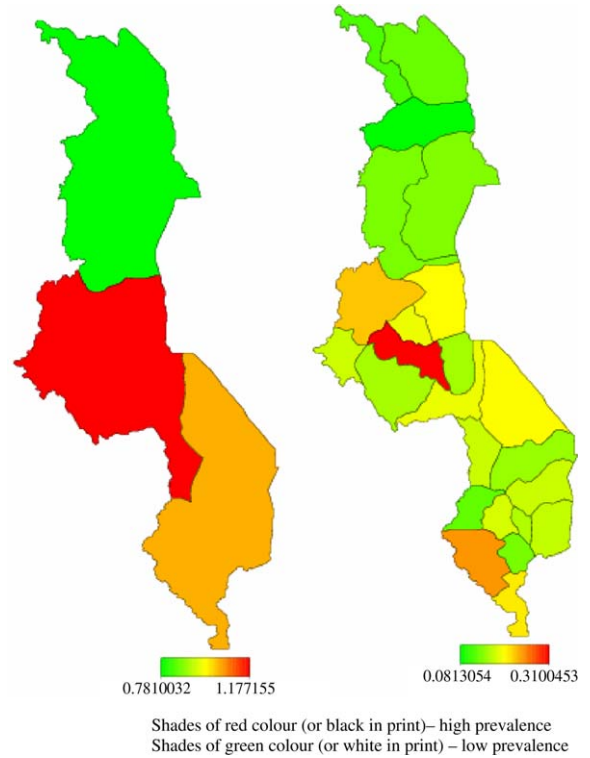 0.7810032 1.177155
0.0813054 0.3100453
Shades of red colour (or black in print)– high prevalence
Shades of green colour (or white in print) – low prevalence